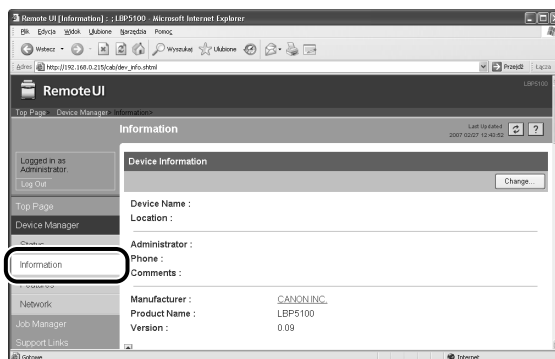 Remote UI [Information] : ; LBP5100 - Microsoft Internet Explorer
Plik Edycja Widok Ulubione Narzędzia Pomoc
Wstecz Wyszukaj Ulubione
Adres http://192.168.0.215/cab/dev_info.shtml Przejdź Łącza
Remote UI LBP5100
Top Page> Device Manager> Information>
Information
Last Updated
2007 02/27 12:43:52
Logged in as
Administrator.
Log Out
Device Information
Change...
Top Page
Device Manager
Status
Information
Features
Network
Job Manager
Support Links
Device Name :
Location :
Administrator :
Phone :
Comments :
Manufacturer : CANON INC.
Product Name : LBP5100
Version : 0.09
Gotowe Internet